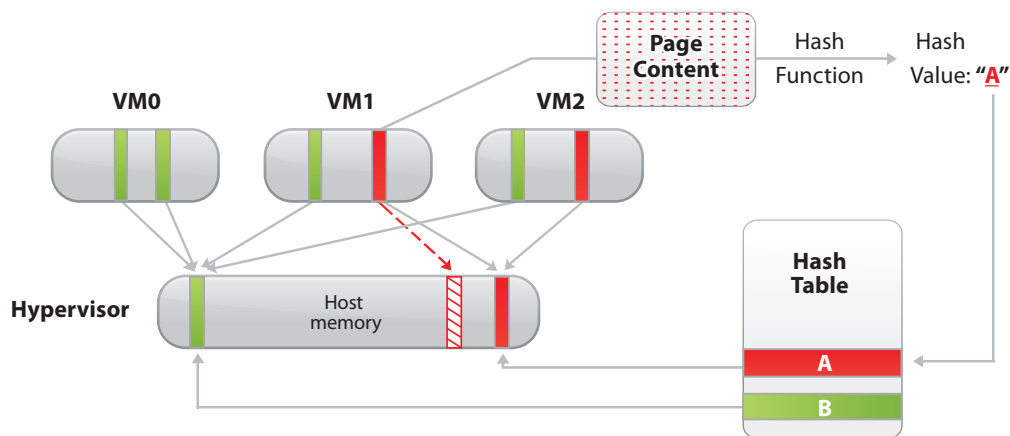 Page
Content
Hash
Function
Hash
Value: “A”
VM0
VM1
VM2
Hypervisor
Host
memory
Hash
Table
A
B